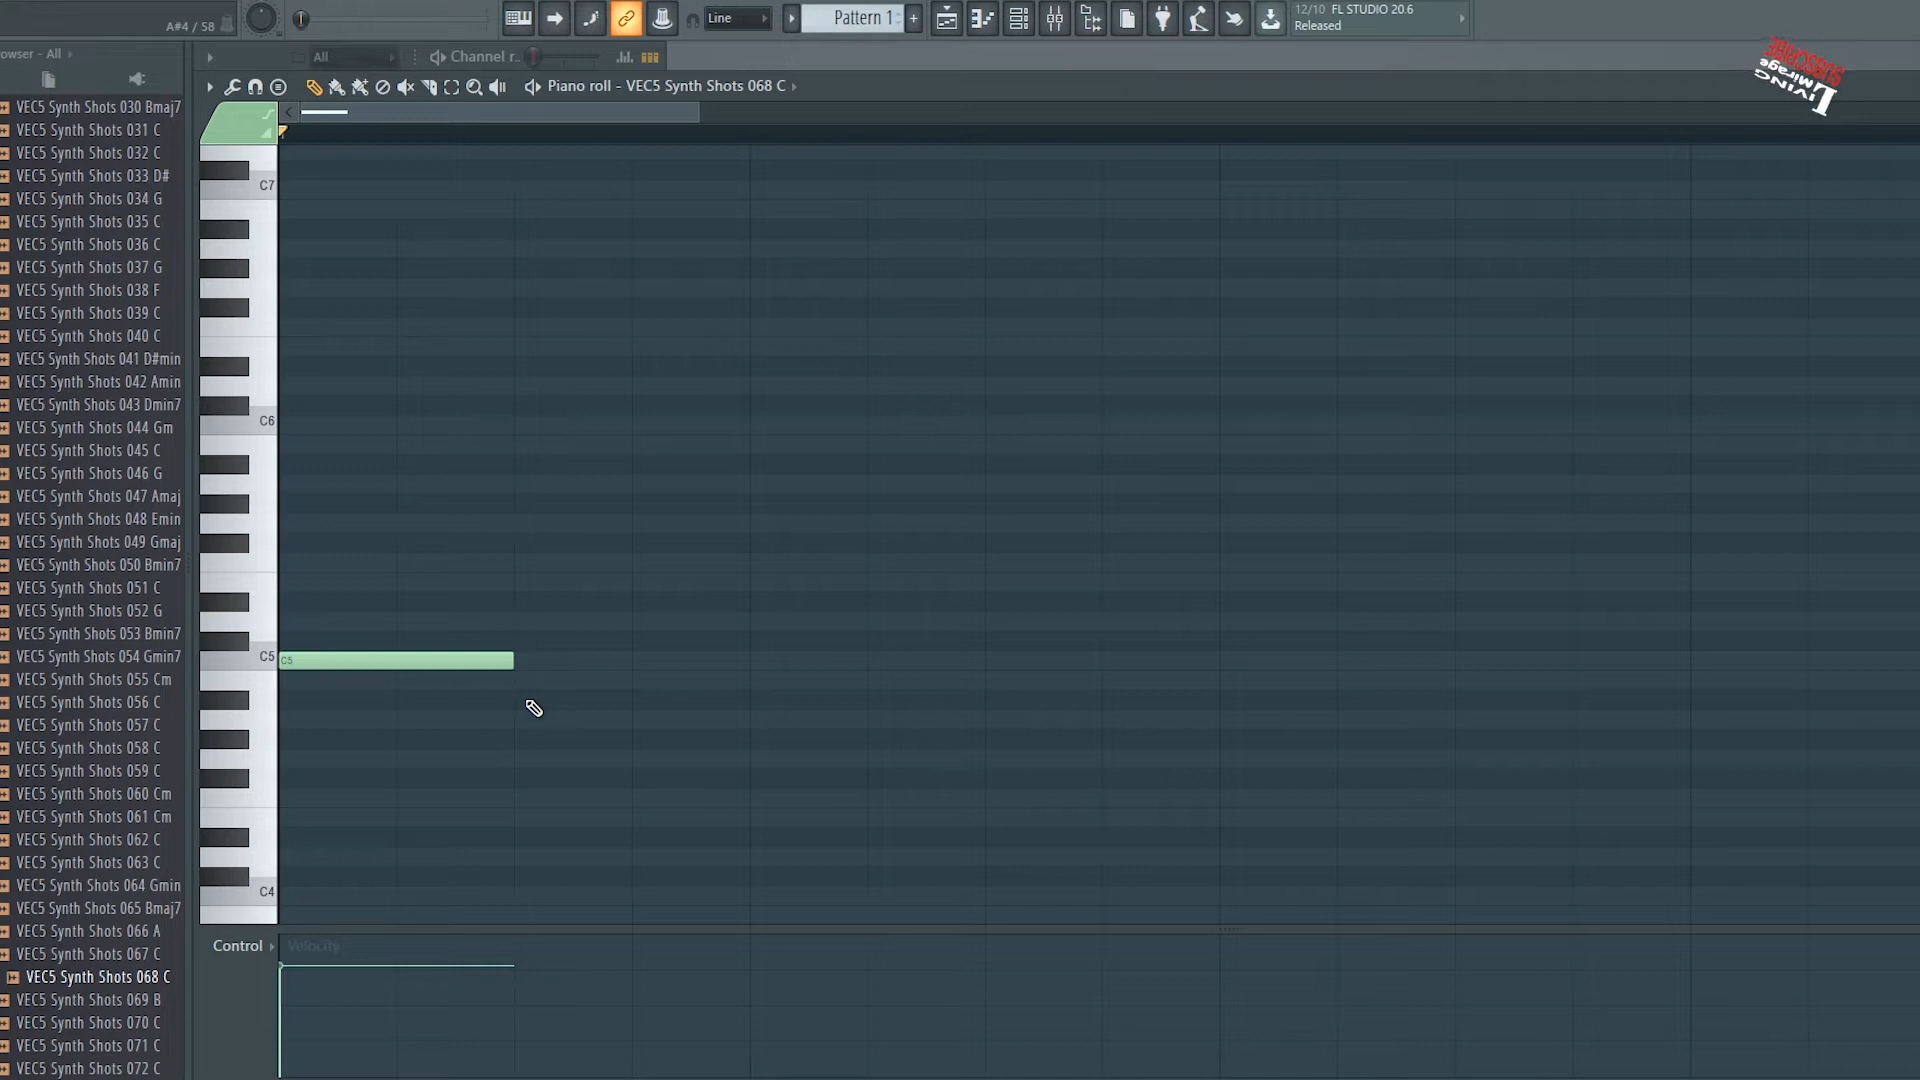 A#4 / 58
Line
Pattern 1
12/10 FL STUDIO 20.6
Released
SUBSCRIBE
LIVING
Mirage
owser - All
All
Channel r..
Piano roll - VEC5 Synth Shots 068 C
VEC5 Synth Shots 030 Bmaj7
VEC5 Synth Shots 031 C
VEC5 Synth Shots 032 C
VEC5 Synth Shots 033 D#
VEC5 Synth Shots 034 G
VEC5 Synth Shots 035 C
VEC5 Synth Shots 036 C
VEC5 Synth Shots 037 G
VEC5 Synth Shots 038 F
VEC5 Synth Shots 039 C
VEC5 Synth Shots 040 C
VEC5 Synth Shots 041 D#min
VEC5 Synth Shots 042 Amin
VEC5 Synth Shots 043 Dmin7
VEC5 Synth Shots 044 Gm
VEC5 Synth Shots 045 C
VEC5 Synth Shots 046 G
VEC5 Synth Shots 047 Amaj
VEC5 Synth Shots 048 Emin
VEC5 Synth Shots 049 Gmaj
VEC5 Synth Shots 050 Bmin7
VEC5 Synth Shots 051 C
VEC5 Synth Shots 052 G
VEC5 Synth Shots 053 Bmin7
VEC5 Synth Shots 054 Gmin7
VEC5 Synth Shots 055 Cm
VEC5 Synth Shots 056 C
VEC5 Synth Shots 057 C
VEC5 Synth Shots 058 C
VEC5 Synth Shots 059 C
VEC5 Synth Shots 060 Cm
VEC5 Synth Shots 061 Cm
VEC5 Synth Shots 062 C
VEC5 Synth Shots 063 C
VEC5 Synth Shots 064 Gmin
VEC5 Synth Shots 065 Bmaj7
VEC5 Synth Shots 066 A
VEC5 Synth Shots 067 C
VEC5 Synth Shots 068 C
VEC5 Synth Shots 069 B
VEC5 Synth Shots 070 C
VEC5 Synth Shots 071 C
VEC5 Synth Shots 072 C
C7
C6
C5
C5
C4
Control
Velocity